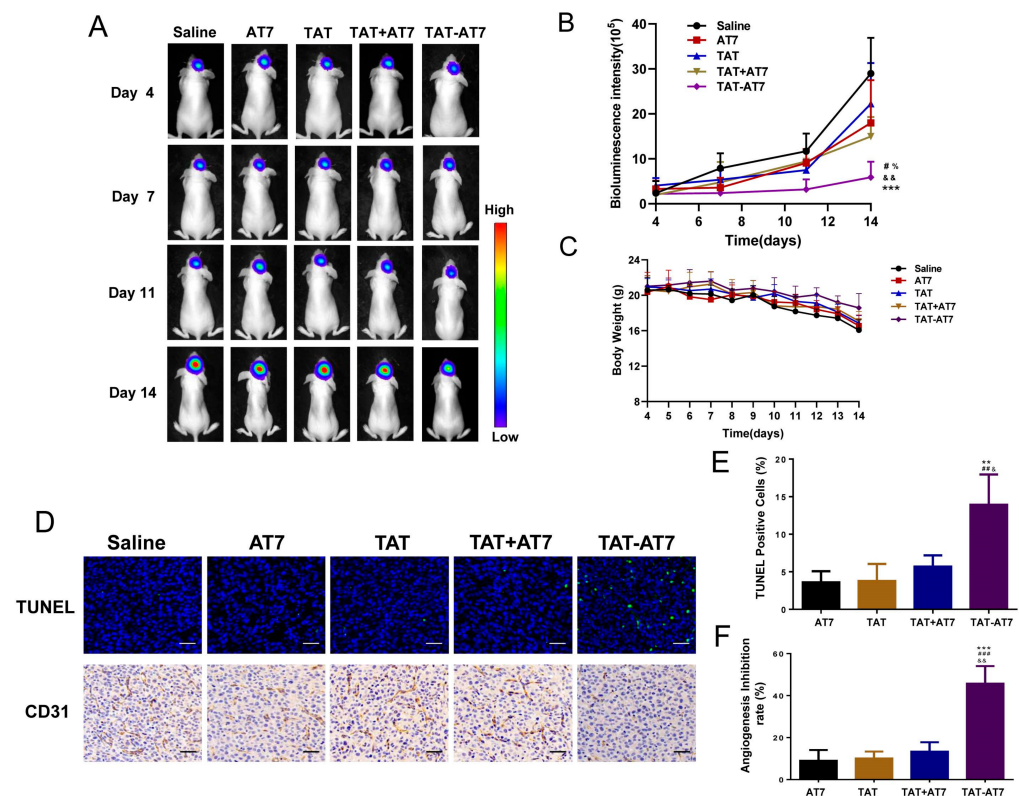 A
Saline AT7 TAT TAT+AT7 TAT-AT7
Day 4
Day 7
Day 11
Day 14
High
Low
B
Bioluminescence intensity(10⁵)
40
30
20
10
0
4 6 8 10 12 14
Time(days)
Saline
AT7
TAT
TAT+AT7
TAT-AT7
# %
& &
***
C
Body Weight (g)
24
20
16
12
8
4 5 6 7 8 9 10 11 12 13 14
Time(days)
Saline
AT7
TAT
TAT+AT7
TAT-AT7
D
Saline AT7 TAT TAT+AT7 TAT-AT7
TUNEL
CD31
E
TUNEL Positive Cells (%)
20
15
10
5
0
**
## &
AT7 TAT TAT+AT7 TAT-AT7
F
Angiogenesis Inhibition
rate (%)
60
40
20
0
***
###
&&
AT7 TAT TAT+AT7 TAT-AT7